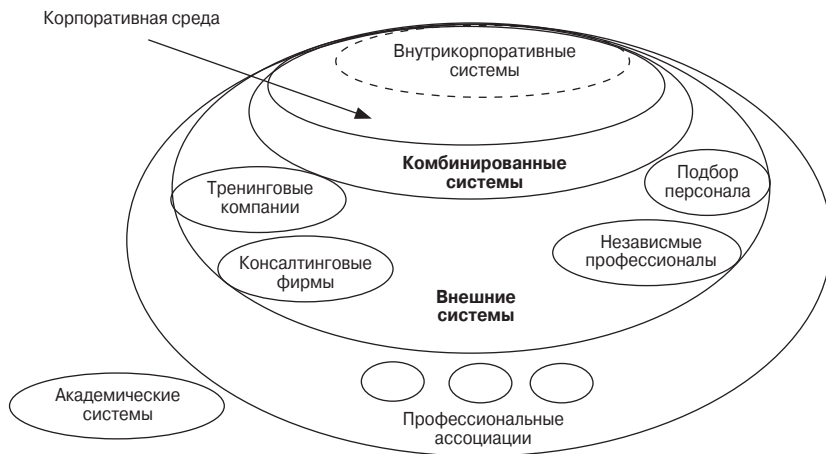 Корпоративная среда
Внутрикорпоративные
системы
Комбинированные
системы
Подбор
персонала
Тренинговые
компании
Независмые
профессионалы
Консалтинговые
фирмы
Внешние
системы
Академические
системы
Профессиональные
ассоциации